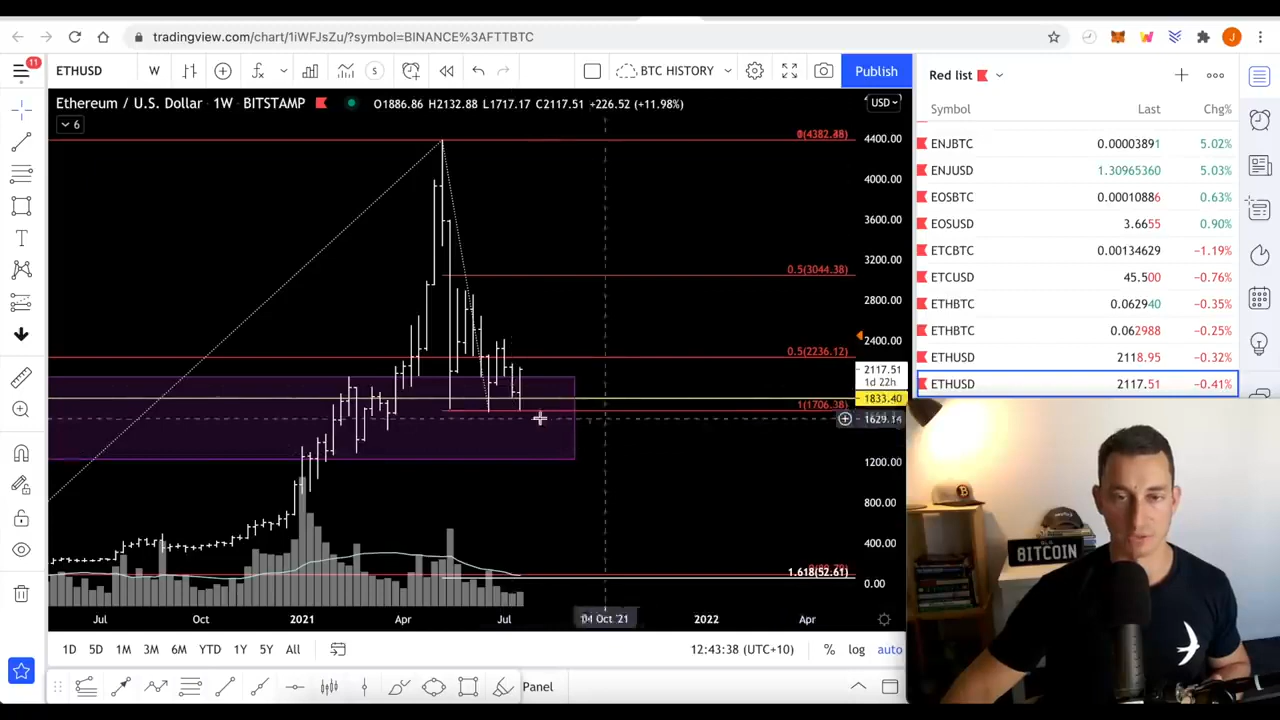 tradingview.com/chart/1iWFJsZu/?symbol=BINANCE%3AFTTBTC
J
11
ETHUSD W S BTC HISTORY Publish
Red list
Ethereum / U.S. Dollar 1W BITSTAMP O1886.86 H2132.88 L1717.17 C2117.51 +226.52 (+11.98%)
USD
6
Symbol Last Chg%
ENJBTC 0.00003891 5.02%
ENJUSD 1.30965360 5.03%
EOSBTC 0.00010886 0.63%
EOSUSD 3.6655 0.90%
ETCBTC 0.00134629 −1.19%
ETCUSD 45.500 −0.76%
ETHBTC 0.062940 −0.35%
ETHBTC 0.062988 −0.25%
ETHUSD 2118.95 −0.32%
ETHUSD 2117.51 −0.41%
4400.00
4000.00
3600.00
3200.00
0.5(3044.38)
2800.00
2400.00
0.5(2236.12)
2117.51
1d 22h
1833.40
1(1706.38)
1629.14
1200.00
800.00
400.00
1.618(52.61)
0.00
Jul Oct 2021 Apr Jul 04 Oct '21 2022 Apr
1D 5D 1M 3M 6M YTD 1Y 5Y All 12:43:38 (UTC+10) % log auto
Panel
BITCOIN